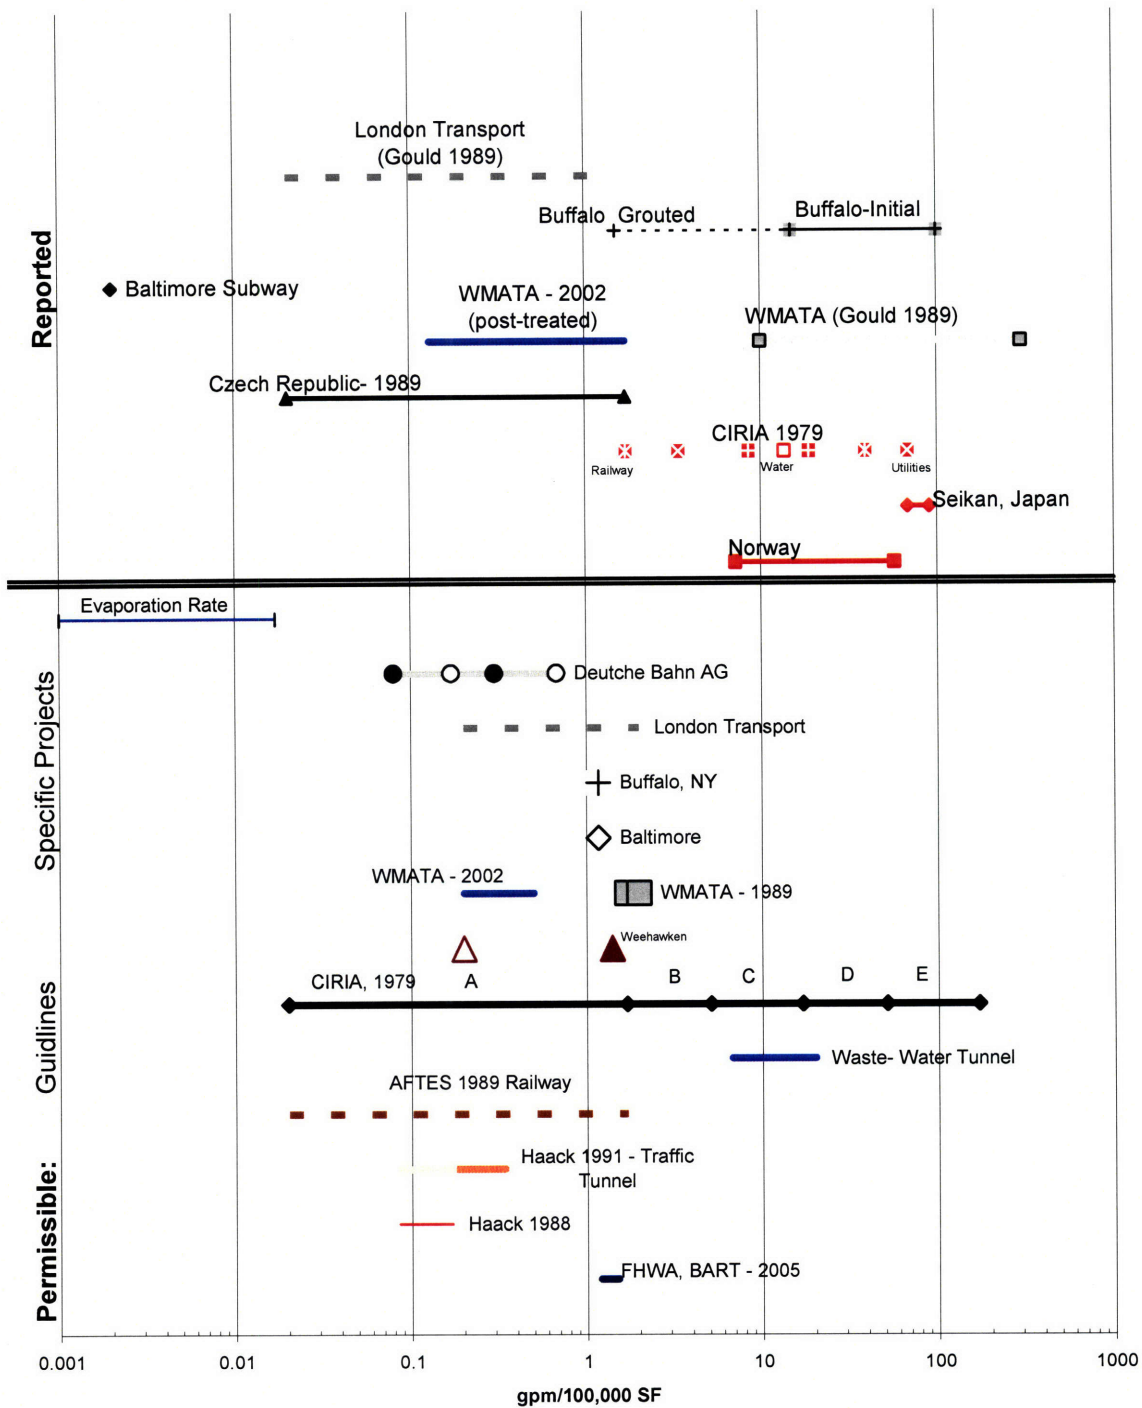 London Transport
(Gould 1989)
Buffalo Grouted
Buffalo-Initial
Reported
Baltimore Subway
WMATA - 2002
(post-treated)
WMATA (Gould 1989)
Czech Republic- 1989
CIRIA 1979
Railway
Water
Utilities
Seikan, Japan
Norway
Evaporation Rate
Specific Projects
Deutche Bahn AG
London Transport
Buffalo, NY
Baltimore
WMATA - 2002
WMATA - 1989
Weehawken
CIRIA, 1979
A
B
C
D
E
Guidlines
Waste- Water Tunnel
AFTES 1989 Railway
Haack 1991 - Traffic
Tunnel
Permissible:
Haack 1988
FHWA, BART - 2005
0.001
0.01
0.1
1
10
100
1000
gpm/100,000 SF